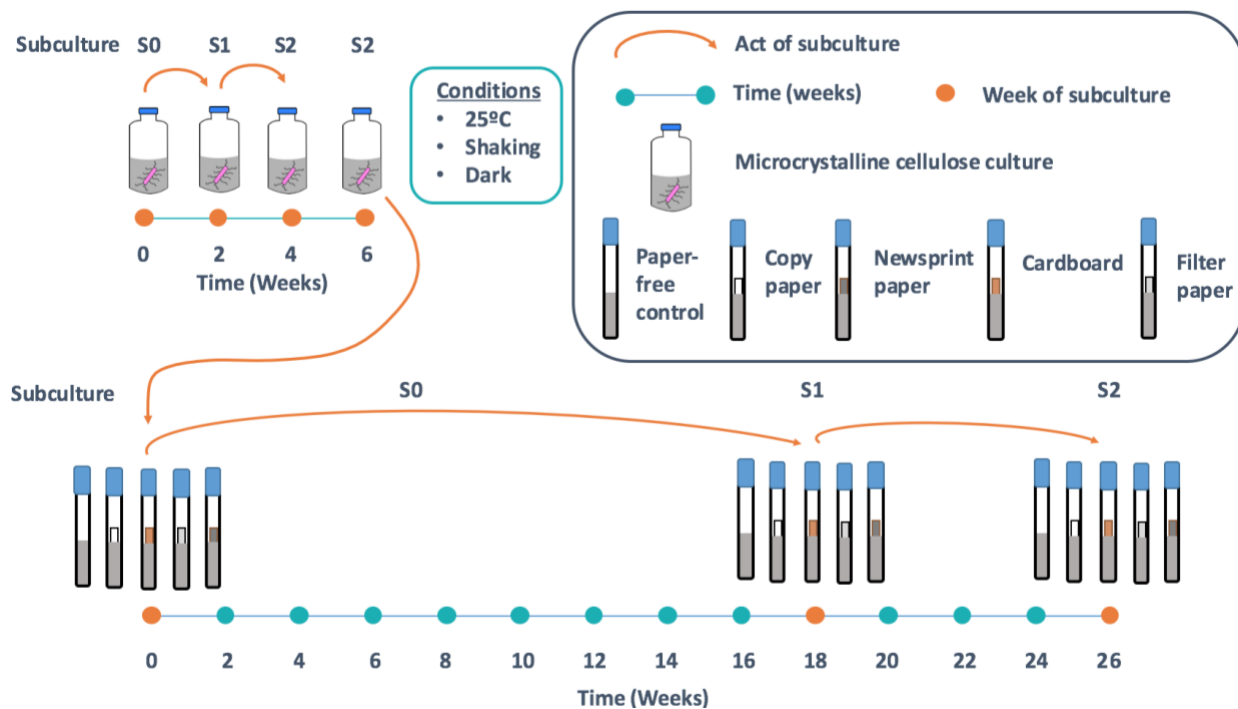 Subculture S0 S1 S2 S2
Conditions
• 25ºC
• Shaking
• Dark
0 2 4 6
Time (Weeks)
Act of subculture
Time (weeks)
Week of subculture
Microcrystalline cellulose culture
Paper-
free
control
Copy
paper
Newsprint
paper
Cardboard
Filter
paper
Subculture S0 S1 S2
0 2 4 6 8 10 12 14 16 18 20 22 24 26
Time (Weeks)